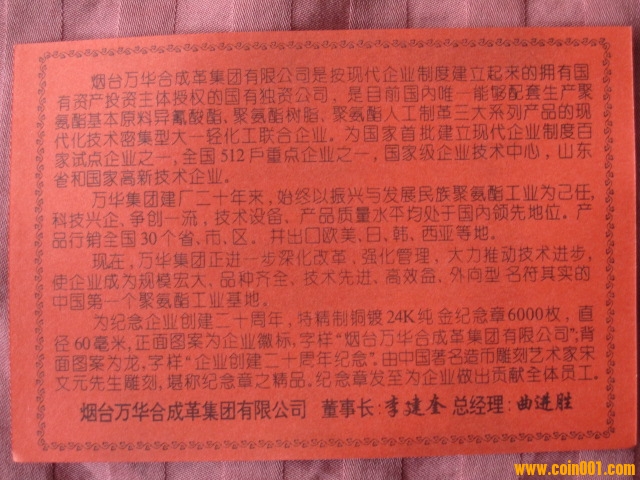 烟台万华合成革集团有限公司是按现代企业制度建立起来的拥有国
有资产投资主体授权的国有独资公司，是目前国内唯一能够配套生产聚
氨酯基本原料异氰酸酯、聚氨酯树脂、聚氨酯人工制革三大系列产品的现
代化技术密集型大一轻化工联合企业。为国家首批建立现代企业制度百
家试点企业之一，全国512戶重点企业之一，国家级企业技术中心，山东
省和国家高新技术企业。
万华集团建厂二十年来，始终以振兴与发展民族聚氨酯工业为己任，
科技兴企，争创一流，技术设备、产品质量水平均处于国内领先地位。产
品行销全国30个省、市、区。并出口欧美、日、韩、西亚等地。
现在，万华集团正进一步深化改革，强化管理，大力推动技术进步，
使企业成为规模宏大、品种齐全、技术先进、高效益、外向型名符其实的
中国第一个聚氨酯工业基地。
为纪念企业创建二十周年，特精制铜镀24K纯金纪念章6000枚，直
径60毫米，正面图案为企业徽标，字样“烟台万华合成革集团有限公司”；背
面图案为龙，字样“企业创建二十周年纪念”。由中国著名造币雕刻艺术家宋
文元先生雕刻，堪称纪念章之精品。纪念章发至为企业做出贡献全体员工。
烟台万华合成革集团有限公司 董事长：李建奎 总经理：曲进胜
www.coin001.com